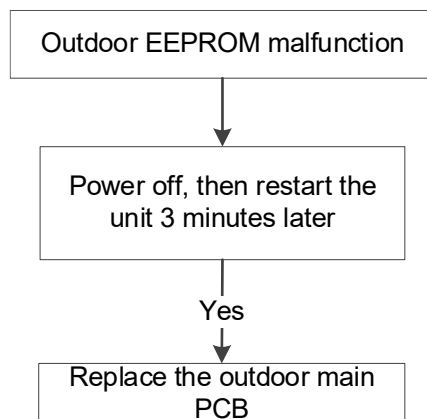 Outdoor EEPROM malfunction
Power off, then restart the
unit 3 minutes later
Yes
Replace the outdoor main
PCB